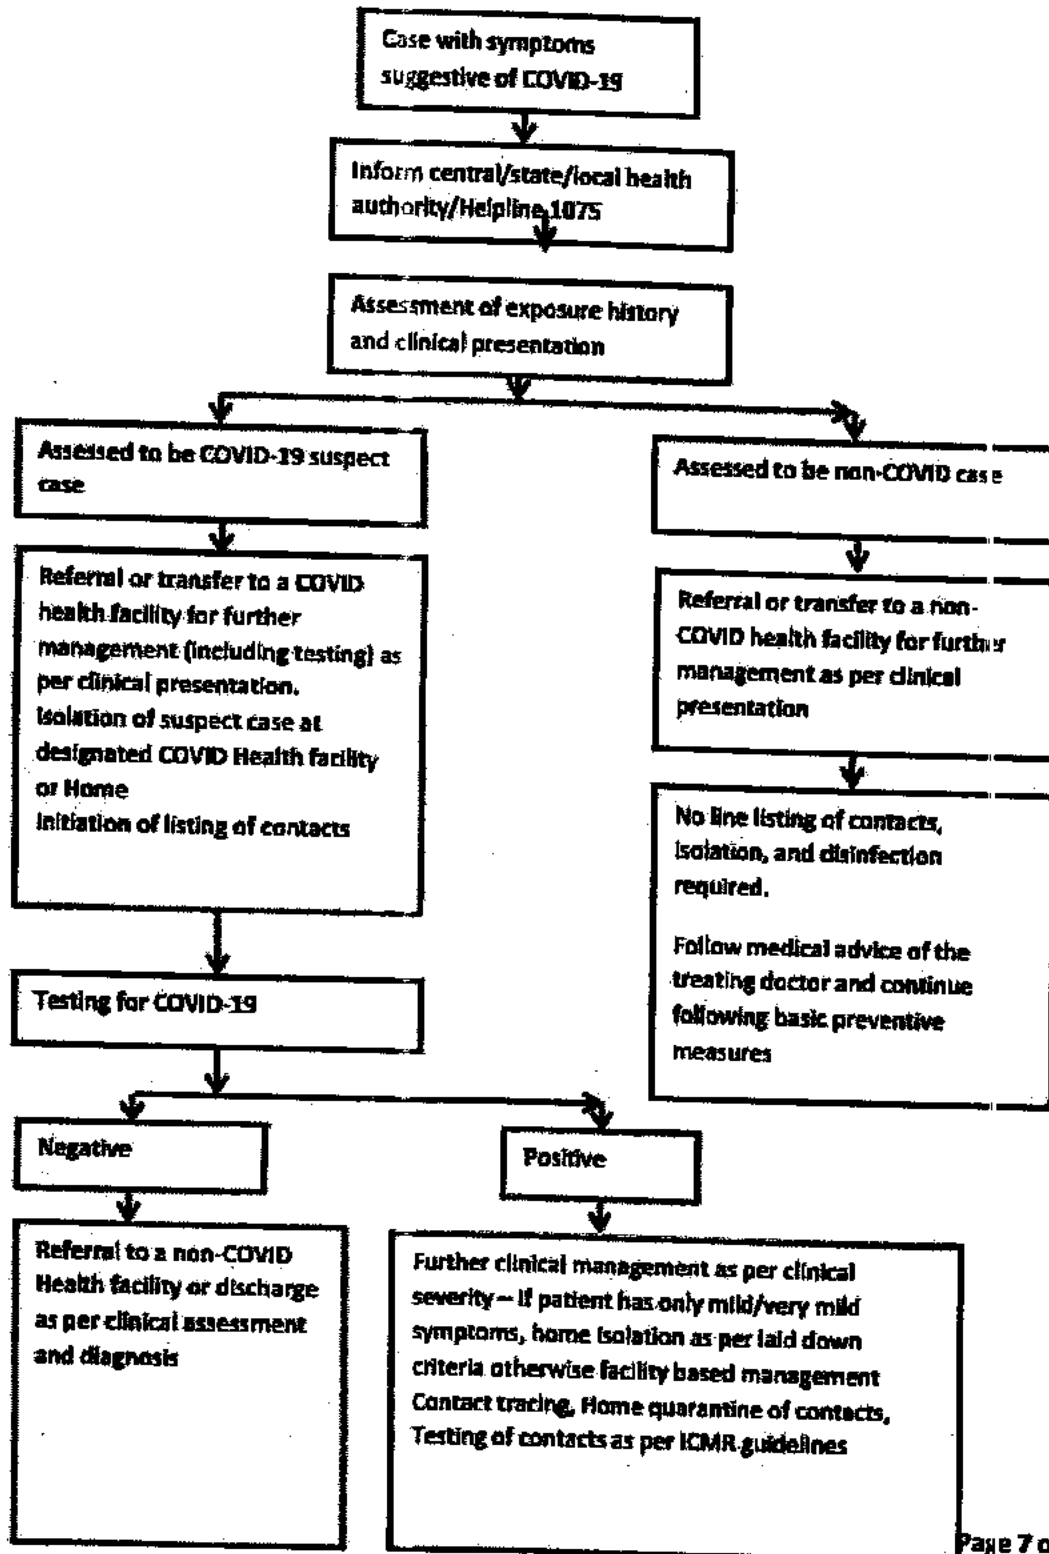 Case with symptoms
suggestive of COVID-19
Inform central/state/local health
authority/Helpline 1075
Assessment of exposure history
and clinical presentation
Assessed to be COVID-19 suspect
case
Assessed to be non-COVID case
Referral or transfer to a COVID
health facility for further
management (including testing) as
per clinical presentation.
Isolation of suspect case at
designated COVID Health facility
or Home
Initiation of listing of contacts
Referral or transfer to a non-
COVID health facility for further
management as per clinical
presentation
No line listing of contacts,
isolation, and disinfection
required.
Follow medical advice of the
treating doctor and continue
following basic preventive
measures
Testing for COVID-19
Negative
Positive
Referral to a non-COVID
Health facility or discharge
as per clinical assessment
and diagnosis
Further clinical management as per clinical
severity – If patient has only mild/very mild
symptoms, home isolation as per laid down
criteria otherwise facility based management
Contact tracing, Home quarantine of contacts,
Testing of contacts as per ICMR guidelines
Page 7 o